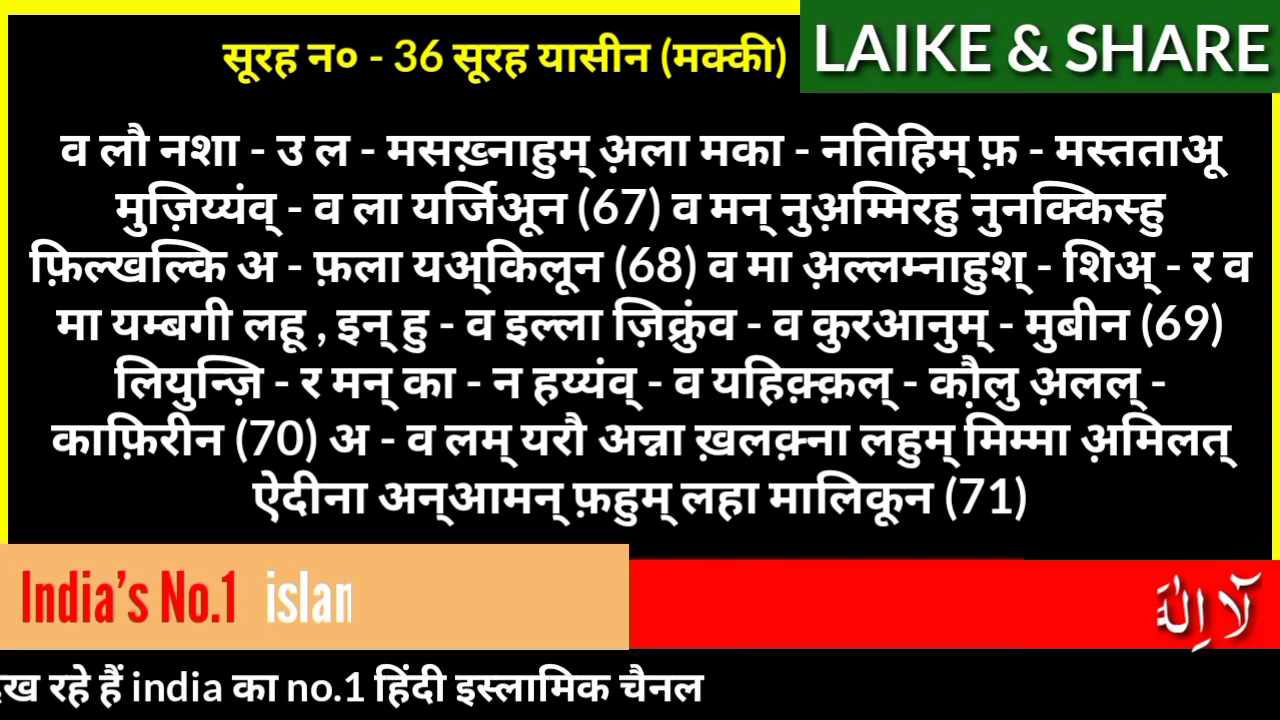 सूरह न० - 36 सूरह यासीन (मक्की)
LAIKE & SHARE
व लौ नशा - उ ल - मसख़्नाहुम् अ़ला मका - नतिहिम् फ़ - मस्तताअू
मुज़िय्यंव् - व ला यर्जिअून (67) व मन् नुअ़म्मिरहु नुनक्किस्हु
फ़िल्खल्कि अ - फ़ला यअ्किलून (68) व मा अ़ल्लम्नाहुश् - शिअ् - र व
मा यम्बगी लहू , इन् हु - व इल्ला ज़िक्रुंव - व कुरआनुम् - मुबीन (69)
लियुन्ज़ि - र मन् का - न हय्यंव् - व यहिक़्क़ल् - क़ौलु अ़लल् -
काफ़िरीन (70) अ - व लम् यरौ अन्ना ख़लक़्ना लहुम् मिम्मा अ़मिलत्
ऐदीना अन्आमन् फ़हुम् लहा मालिकून (71)
India's No.1 islam
لَآ اِلٰهَ
रहे हैं india का no.1 हिंदी इस्लामिक चैनल